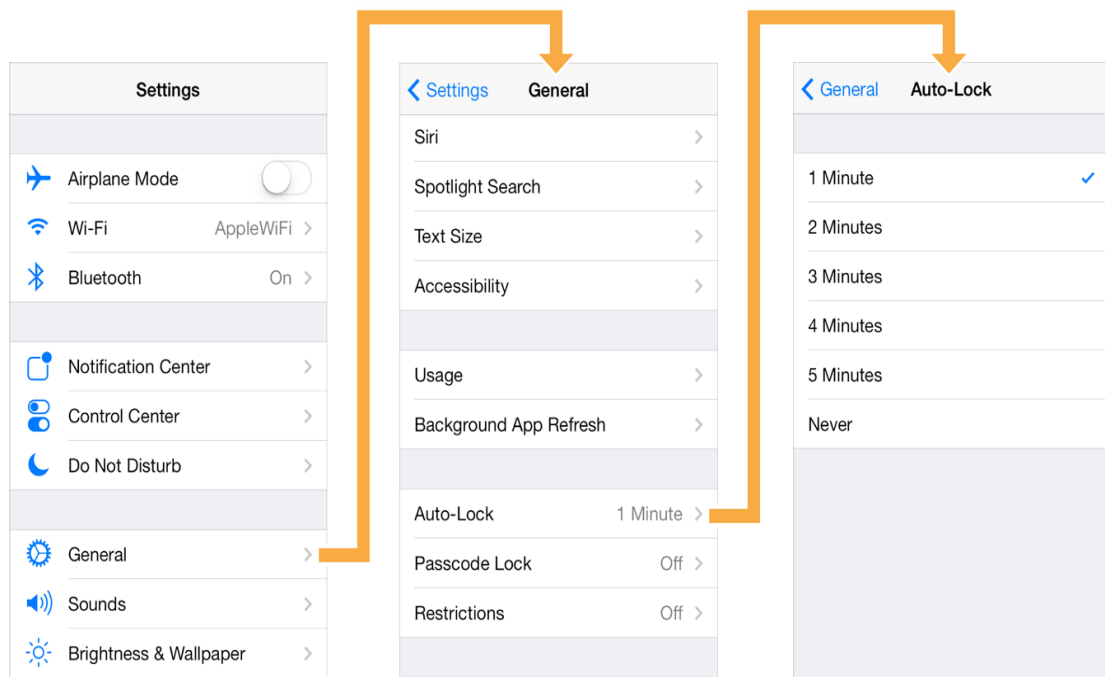 Settings
Airplane Mode
Wi-Fi AppleWiFi
Bluetooth On
Notification Center
Control Center
Do Not Disturb
General
Sounds
Brightness & Wallpaper
Settings General
Siri
Spotlight Search
Text Size
Accessibility
Usage
Background App Refresh
Auto-Lock 1 Minute
Passcode Lock Off
Restrictions Off
General Auto-Lock
1 Minute
2 Minutes
3 Minutes
4 Minutes
5 Minutes
Never